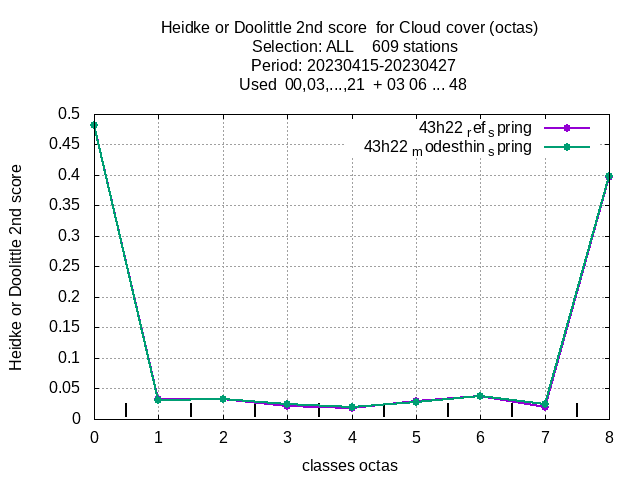 Heidke or Doolittle 2nd score  for Cloud cover (octas)
Selection: ALL    609 stations
Period: 20230415-20230427
Used  00,03,...,21  + 03 06 ... 48
43h22 ref spring
43h22 modesthin spring
Heidke or Doolittle 2nd score
0.5
0.45
0.4
0.35
0.3
0.25
0.2
0.15
0.1
0.05
0
0 1 2 3 4 5 6 7 8
classes octas